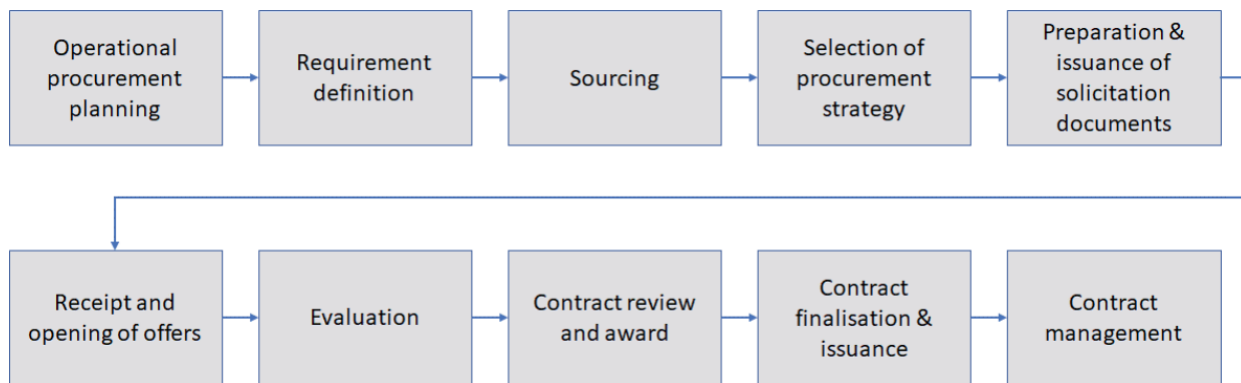 Operational
procurement
planning
Requirement
definition
Sourcing
Selection of
procurement
strategy
Preparation &
issuance of
solicitation
documents
Receipt and
opening of offers
Evaluation
Contract review
and award
Contract
finalisation &
issuance
Contract
management